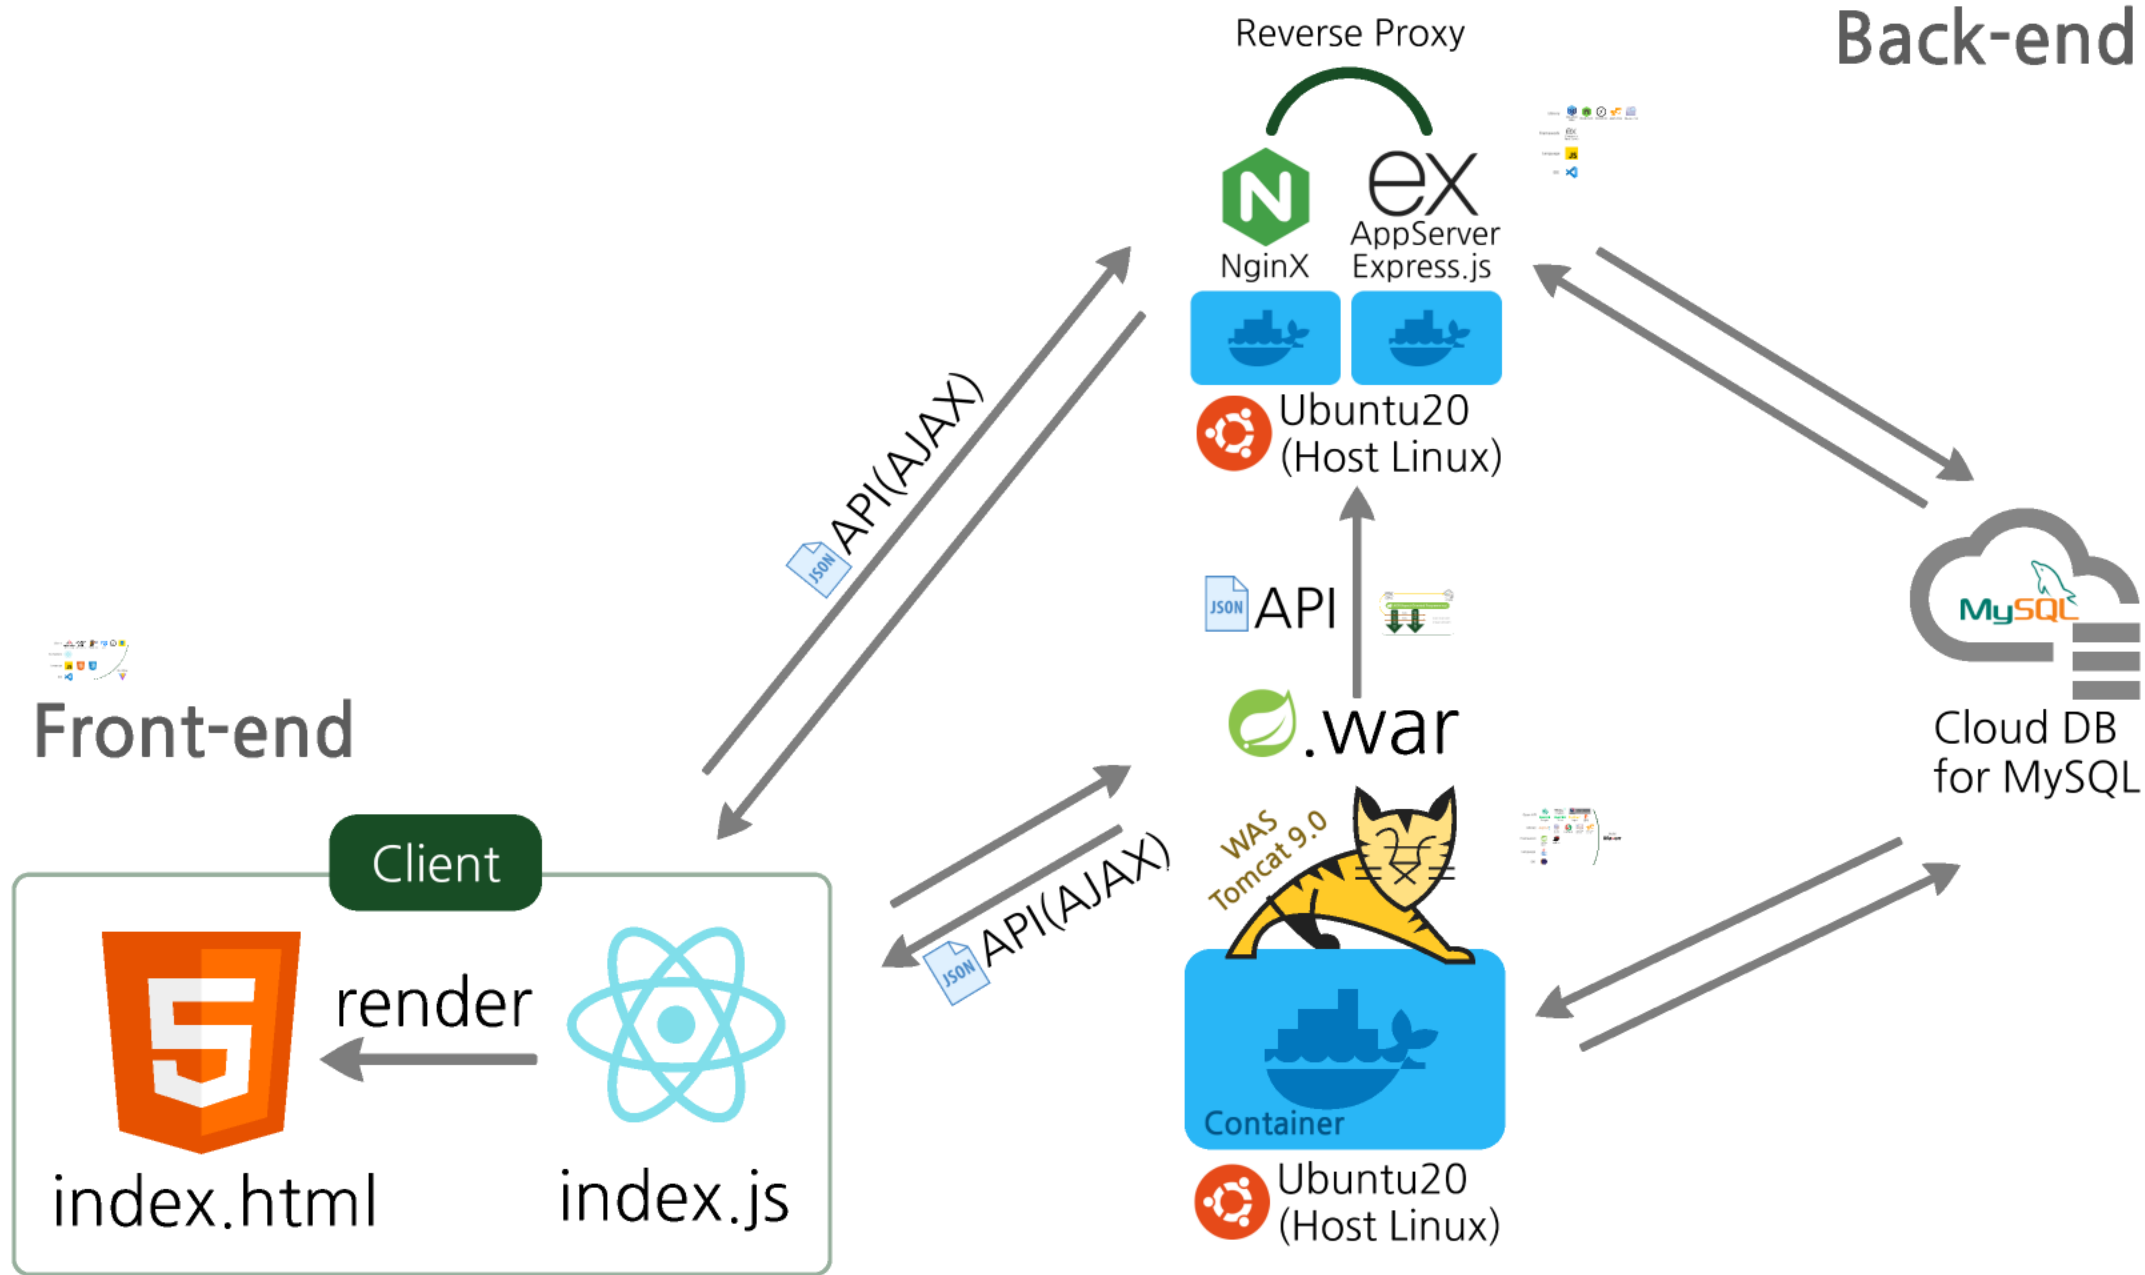 Reverse Proxy
Back-end
ex
NginX
AppServer
Express.js
Ubuntu20
(Host Linux)
JSON
API(AJAX)
JSON
API
MySQL
Cloud DB
for MySQL
.war
WAS
Tomcat 9.0
Front-end
Client
JSON
API(AJAX)
render
index.html
index.js
Container
Ubuntu20
(Host Linux)